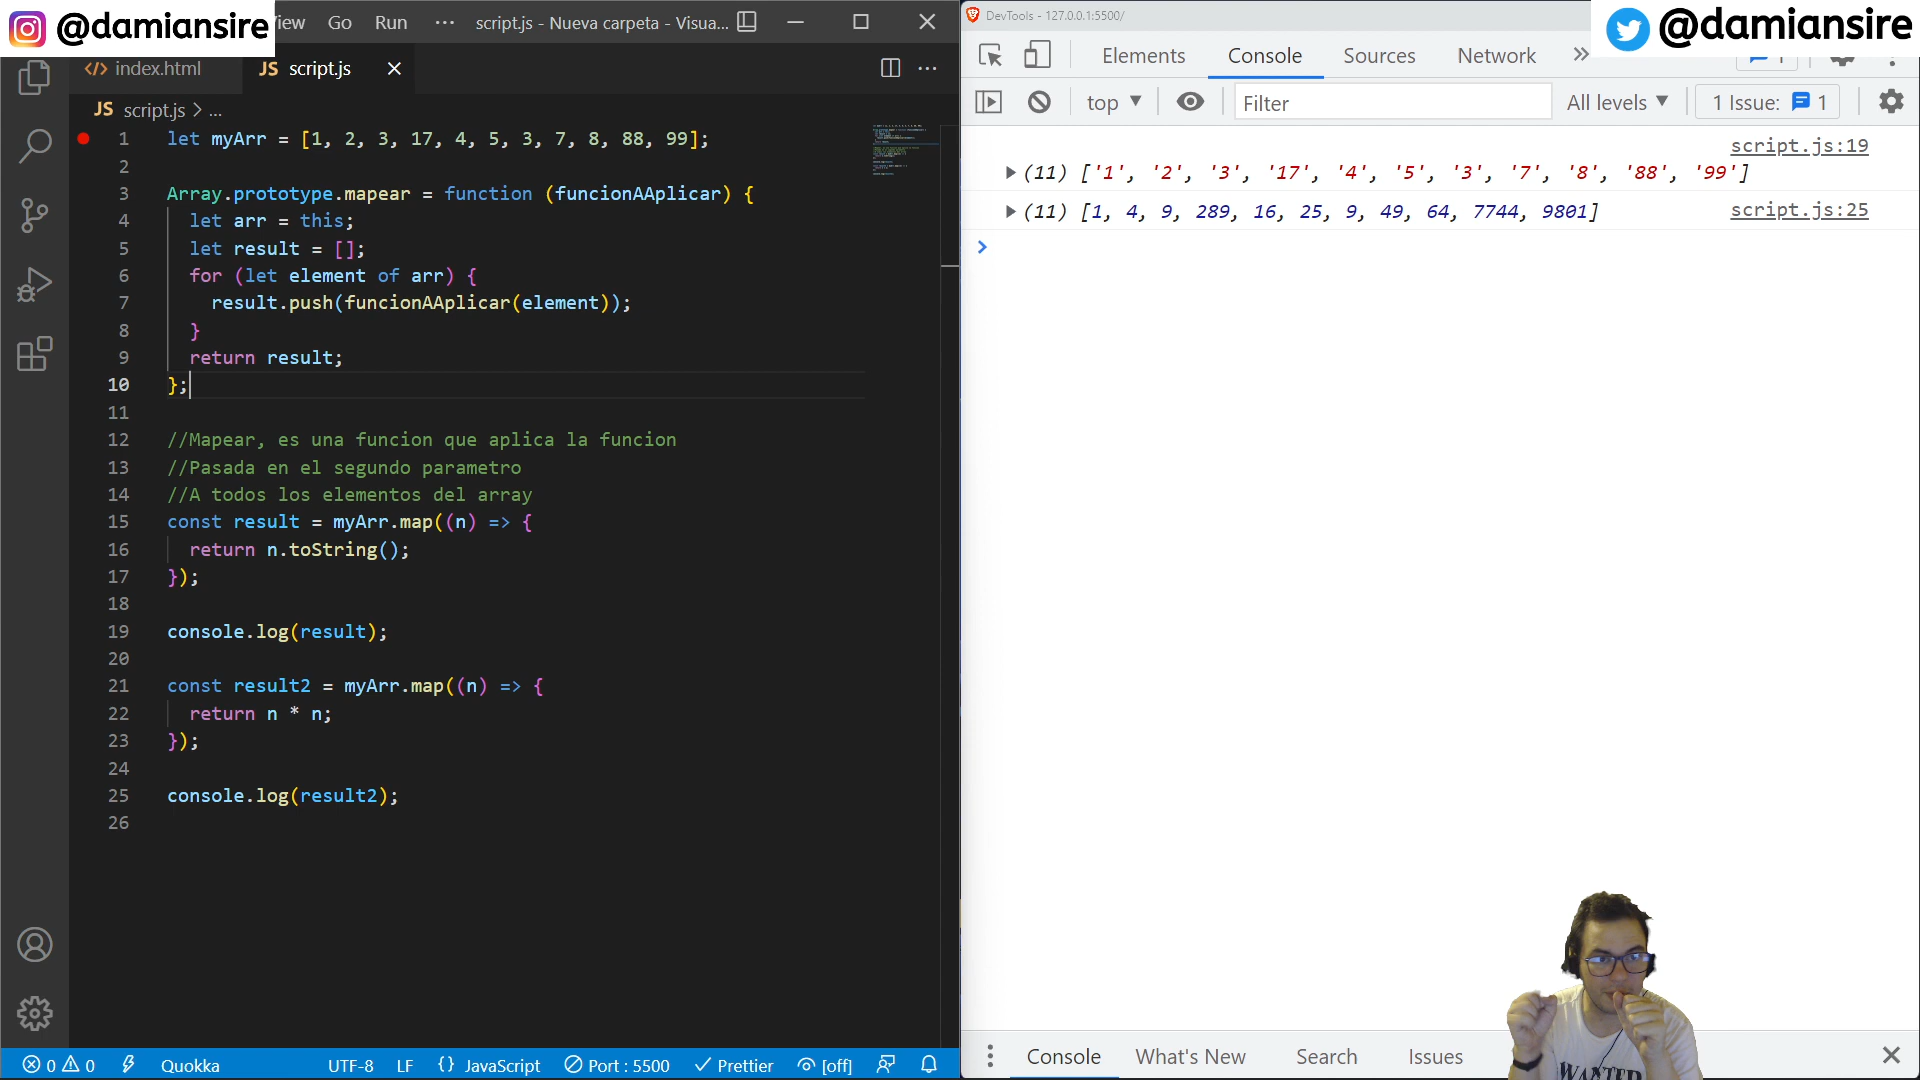 @damiansire
View Go Run ··· script.js - Nueva carpeta - Visua...
index.html
JS script.js
JS script.js > ...
1 let myArr = [1, 2, 3, 17, 4, 5, 3, 7, 8, 88, 99];
2
3 Array.prototype.mapear = function (funcionAAplicar) {
4 let arr = this;
5 let result = [];
6 for (let element of arr) {
7 result.push(funcionAAplicar(element));
8 }
9 return result;
10 };
11
12 //Mapear, es una funcion que aplica la funcion
13 //Pasada en el segundo parametro
14 //A todos los elementos del array
15 const result = myArr.map((n) => {
16 return n.toString();
17 });
18
19 console.log(result);
20
21 const result2 = myArr.map((n) => {
22 return n * n;
23 });
24
25 console.log(result2);
26
0 0 Quokka UTF-8 LF {} JavaScript Port : 5500 Prettier [off]
DevTools - 127.0.0.1:5500/
@damiansire
Elements Console Sources Network » 1
top Filter All levels 1 Issue: 1
script.js:19
(11) ['1', '2', '3', '17', '4', '5', '3', '7', '8', '88', '99']
(11) [1, 4, 9, 289, 16, 25, 9, 49, 64, 7744, 9801] script.js:25
>
Console What's New Search Issues
WANTED